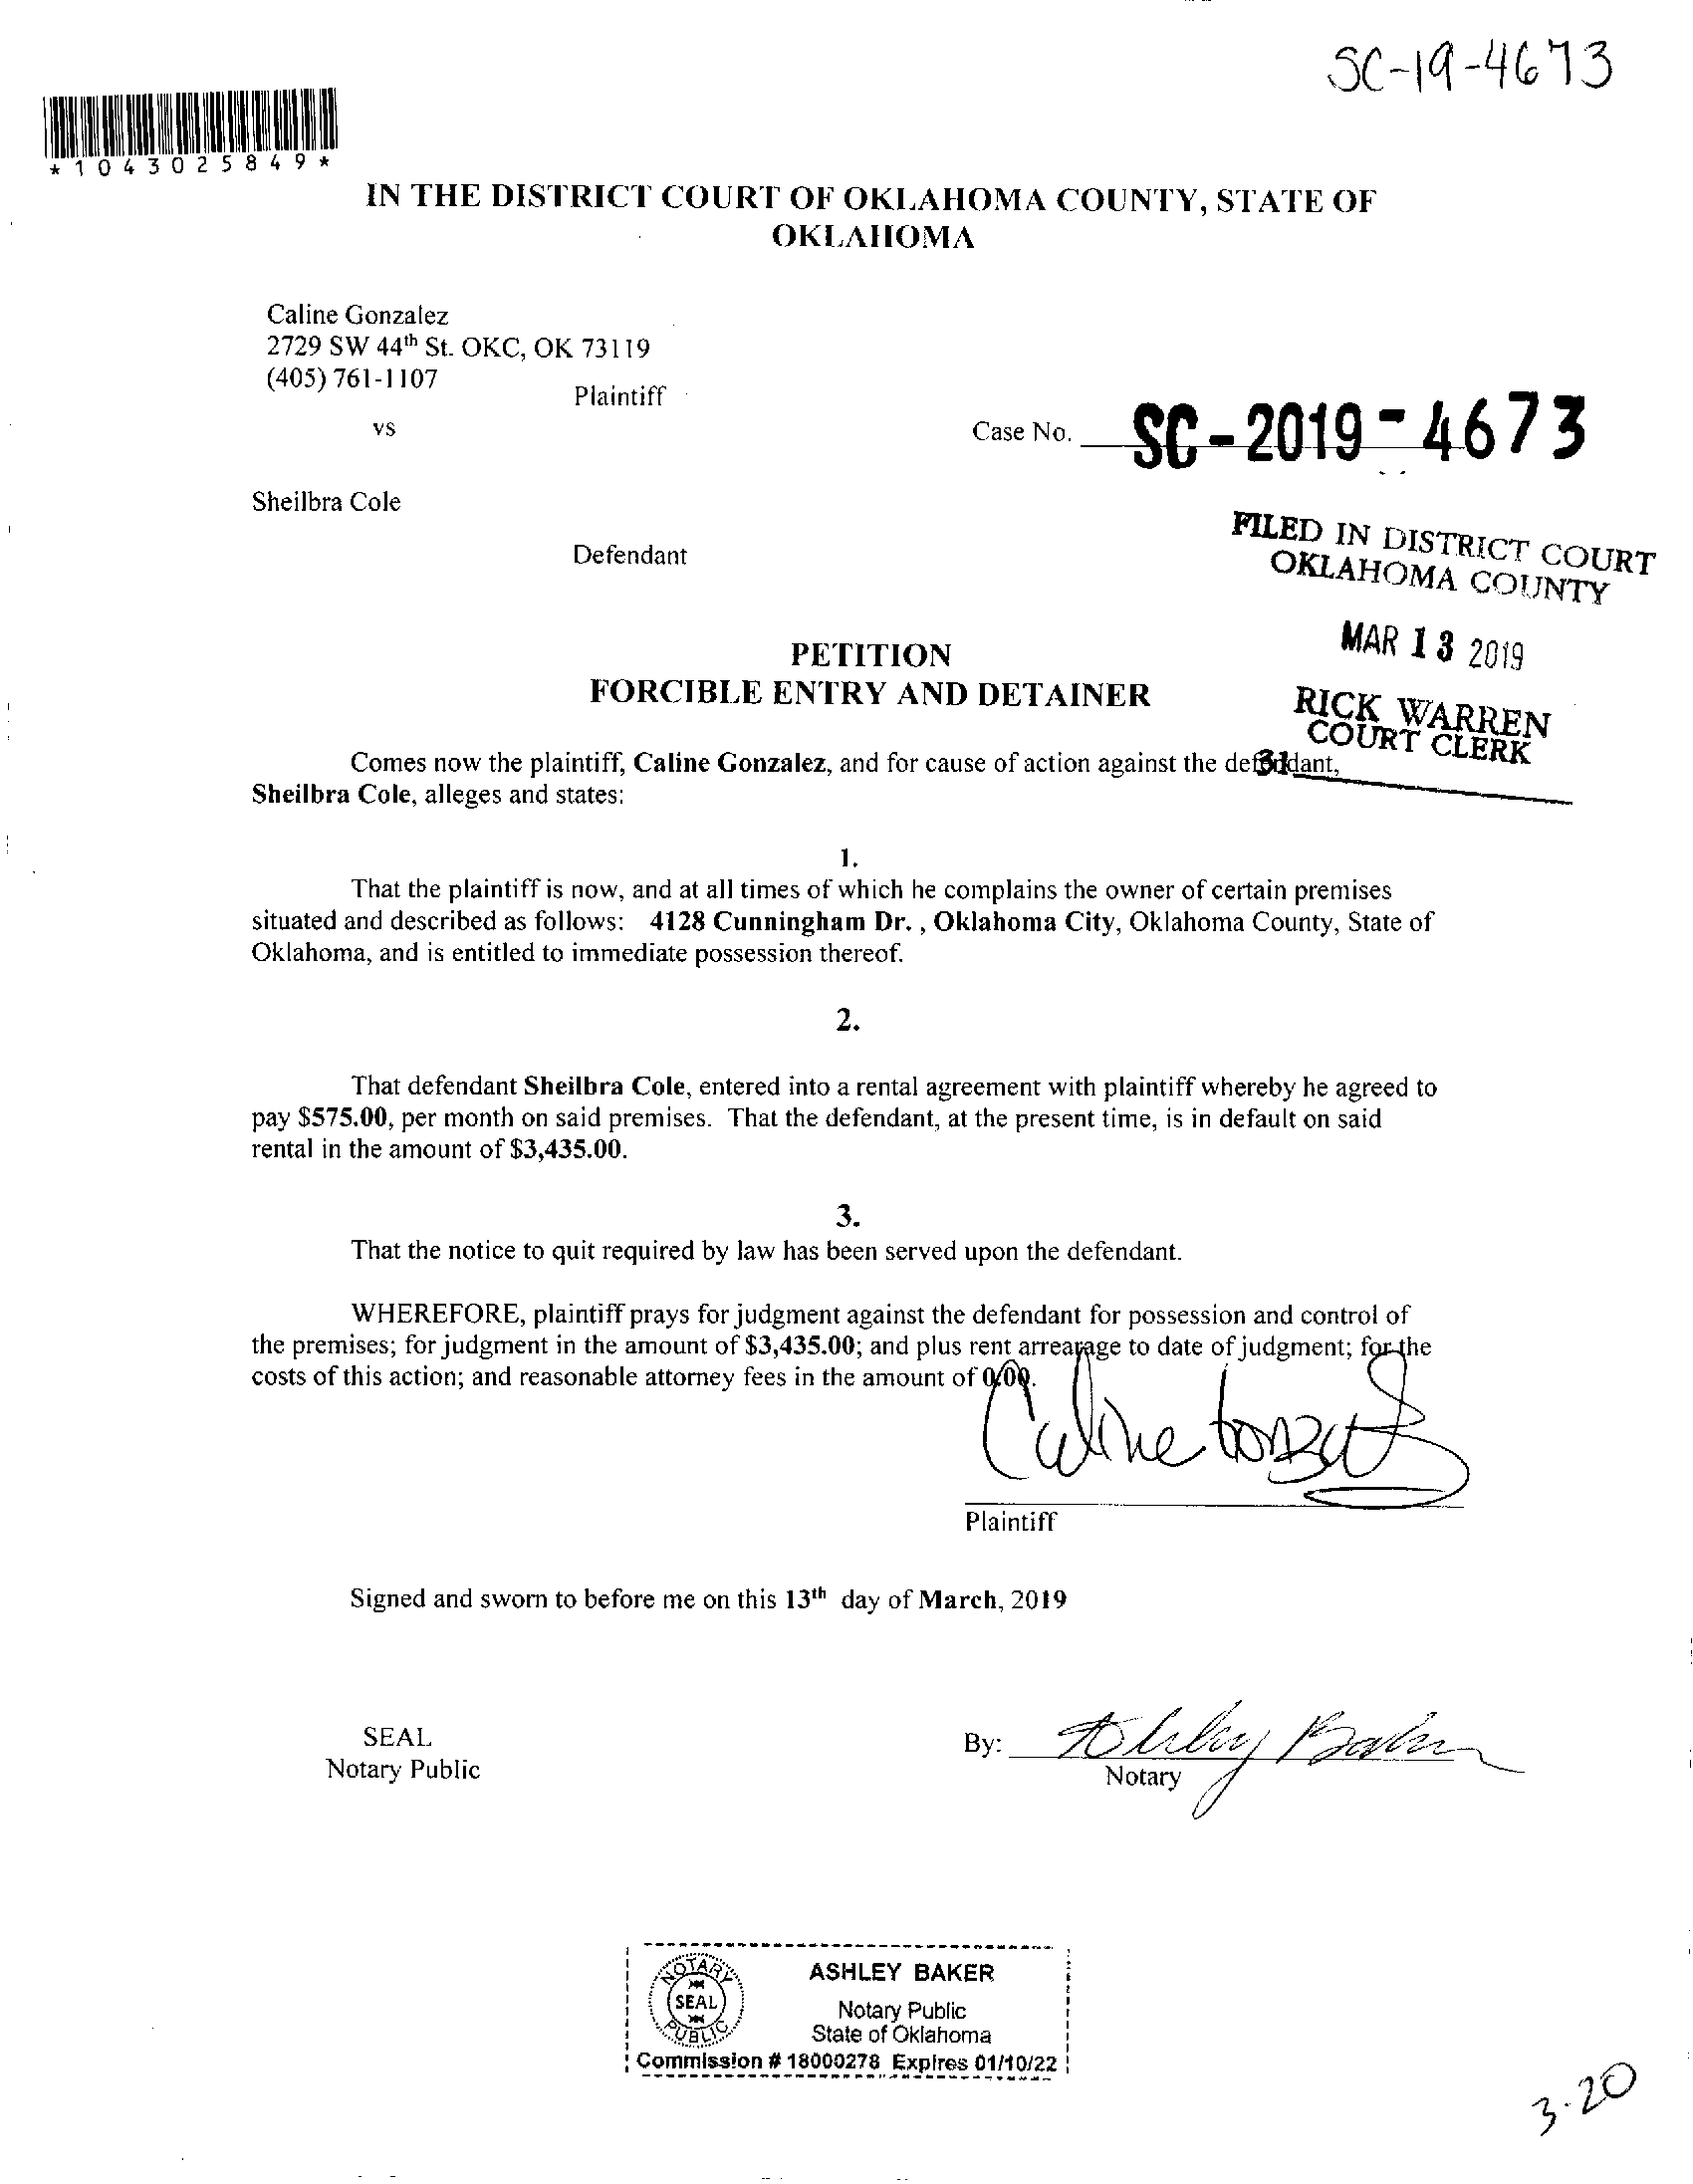 SC-19-4673
*1043025849*
IN THE DISTRICT COURT OF OKLAHOMA COUNTY, STATE OF
OKLAHOMA
Caline Gonzalez
2729 SW 44th St. OKC, OK 73119
(405) 761-1107
Plaintiff
vs
Case No. SC-2019-4673
Sheilbra Cole
Defendant
FILED IN DISTRICT COURT
OKLAHOMA COUNTY
MAR 13 2019
RICK WARREN
COURT CLERK
31
PETITION
FORCIBLE ENTRY AND DETAINER
Comes now the plaintiff, Caline Gonzalez, and for cause of action against the defendant,
Sheilbra Cole, alleges and states:
1.
That the plaintiff is now, and at all times of which he complains the owner of certain premises
situated and described as follows: 4128 Cunningham Dr. , Oklahoma City, Oklahoma County, State of
Oklahoma, and is entitled to immediate possession thereof.
2.
That defendant Sheilbra Cole, entered into a rental agreement with plaintiff whereby he agreed to
pay $575.00, per month on said premises. That the defendant, at the present time, is in default on said
rental in the amount of $3,435.00.
3.
That the notice to quit required by law has been served upon the defendant.
WHEREFORE, plaintiff prays for judgment against the defendant for possession and control of
the premises; for judgment in the amount of $3,435.00; and plus rent arrearage to date of judgment; for the
costs of this action; and reasonable attorney fees in the amount of 0.00.
Caline Gonzalez
Plaintiff
Signed and sworn to before me on this 13th day of March, 2019
SEAL
Notary Public
By: Ashley Baker
Notary
NOTARY
SEAL
PUBLIC
ASHLEY BAKER
Notary Public
State of Oklahoma
Commission # 18000278 Expires 01/10/22
3-20